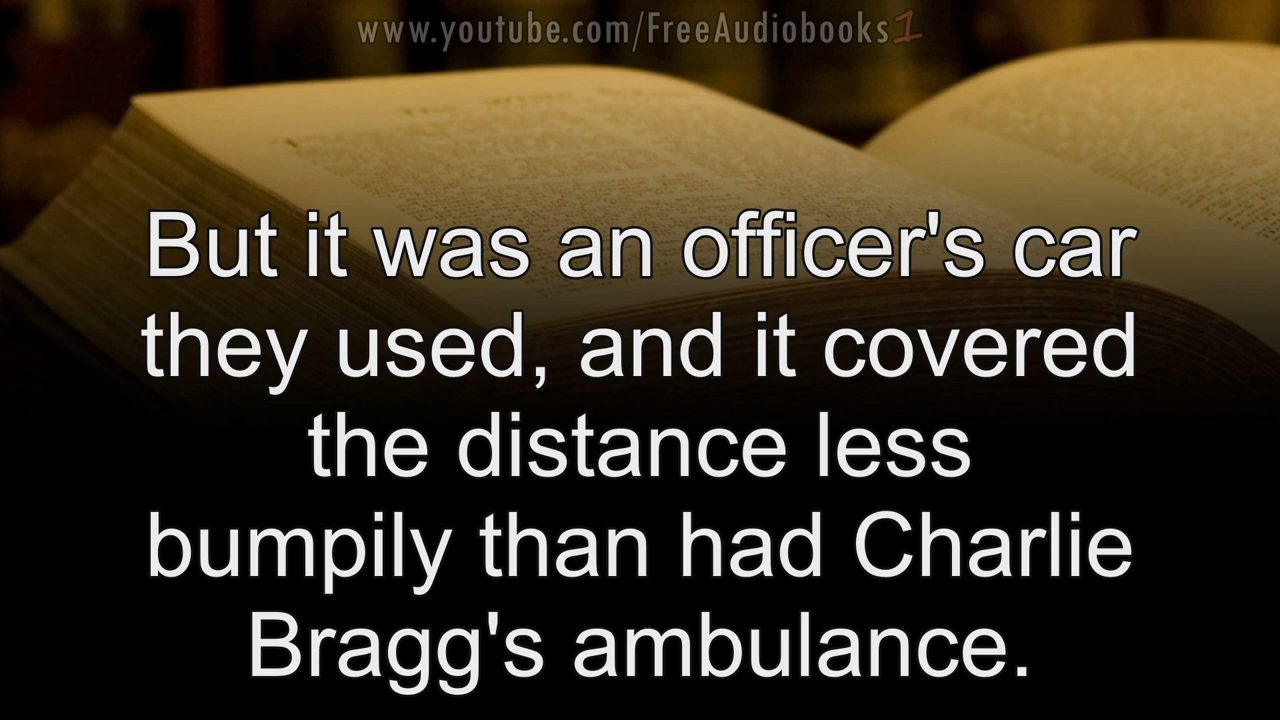 www.youtube.com/FreeAudiobooks1
But it was an officer's car
they used, and it covered
the distance less
bumpily than had Charlie
Bragg's ambulance.